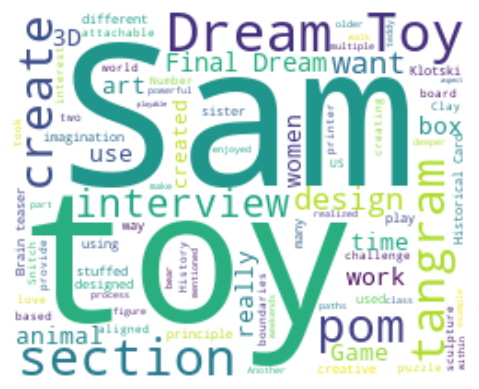 different
attachable
older
teddy
walk
multiple
Dream Toy
3D
create
interest
world
Number
powerful
Final Dream
want
Klotski
aspect
Sam
art
two
imagination
use
created
sister
playable
enjoyed
women
printer
US
creating
board
clay
box
deeper
Historical Card
took
make
interview
design
tangram
part
way
realized
play
Brain teaser
Snitch
using
toy
many
time
challenge
provide
stuffed
designed
process
bear
History
mentioned
really
boundaries
weekends
paths
used
class
work
love
based
figure
aligned
pom
sculpture
within
animal
principle
Game
creative
puzzle
section
Another